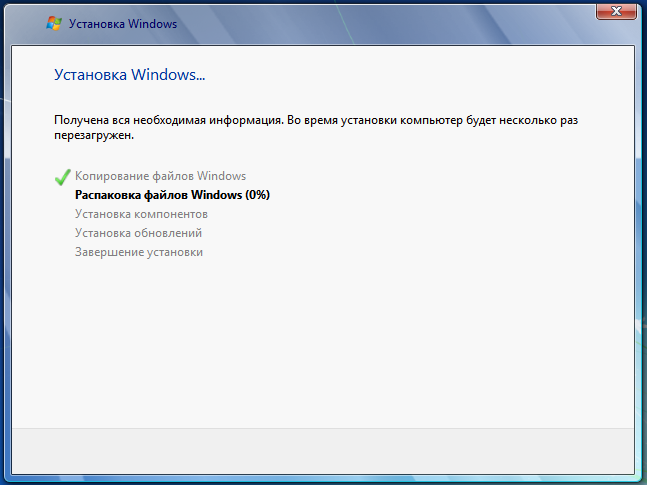 Установка Windows
Установка Windows...
Получена вся необходимая информация. Во время установки компьютер будет несколько раз
перезагружен.
Копирование файлов Windows
Распаковка файлов Windows (0%)
Установка компонентов
Установка обновлений
Завершение установки